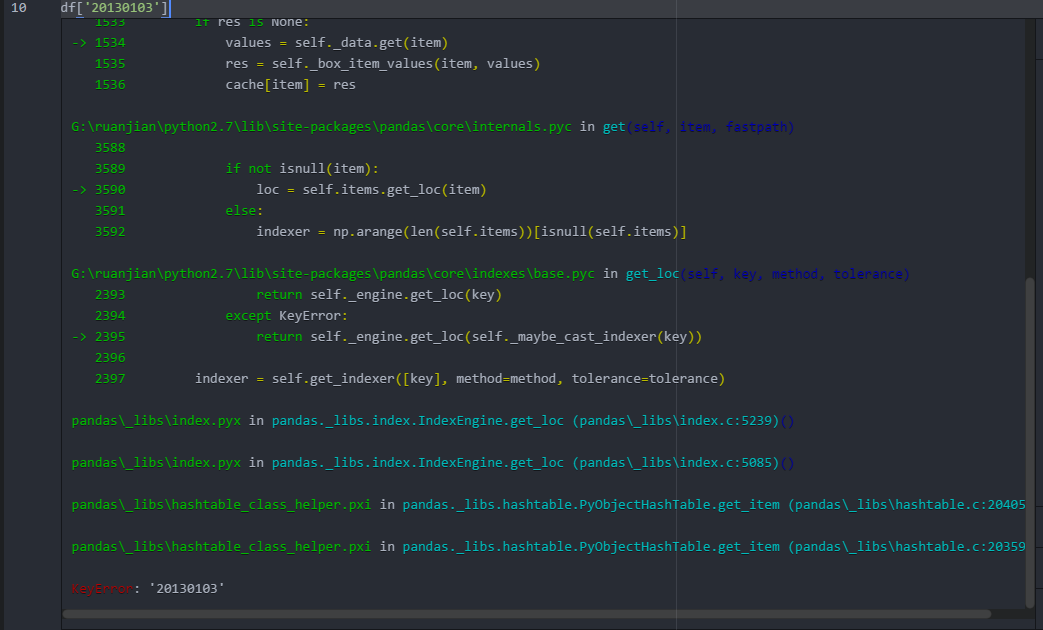 10 df['20130103']
1533 if res is None:
-> 1534 values = self._data.get(item)
1535 res = self._box_item_values(item, values)
1536 cache[item] = res
G:\ruanjian\python2.7\lib\site-packages\pandas\core\internals.pyc in get(self, item, fastpath)
3588
3589 if not isnull(item):
-> 3590 loc = self.items.get_loc(item)
3591 else:
3592 indexer = np.arange(len(self.items))[isnull(self.items)]
G:\ruanjian\python2.7\lib\site-packages\pandas\core\indexes\base.pyc in get_loc(self, key, method, tolerance)
2393 return self._engine.get_loc(key)
2394 except KeyError:
-> 2395 return self._engine.get_loc(self._maybe_cast_indexer(key))
2396
2397 indexer = self.get_indexer([key], method=method, tolerance=tolerance)
pandas\_libs\index.pyx in pandas._libs.index.IndexEngine.get_loc (pandas\_libs\index.c:5239)()
pandas\_libs\index.pyx in pandas._libs.index.IndexEngine.get_loc (pandas\_libs\index.c:5085)()
pandas\_libs\hashtable_class_helper.pxi in pandas._libs.hashtable.PyObjectHashTable.get_item (pandas\_libs\hashtable.c:20405
pandas\_libs\hashtable_class_helper.pxi in pandas._libs.hashtable.PyObjectHashTable.get_item (pandas\_libs\hashtable.c:20359
KeyError: '20130103'